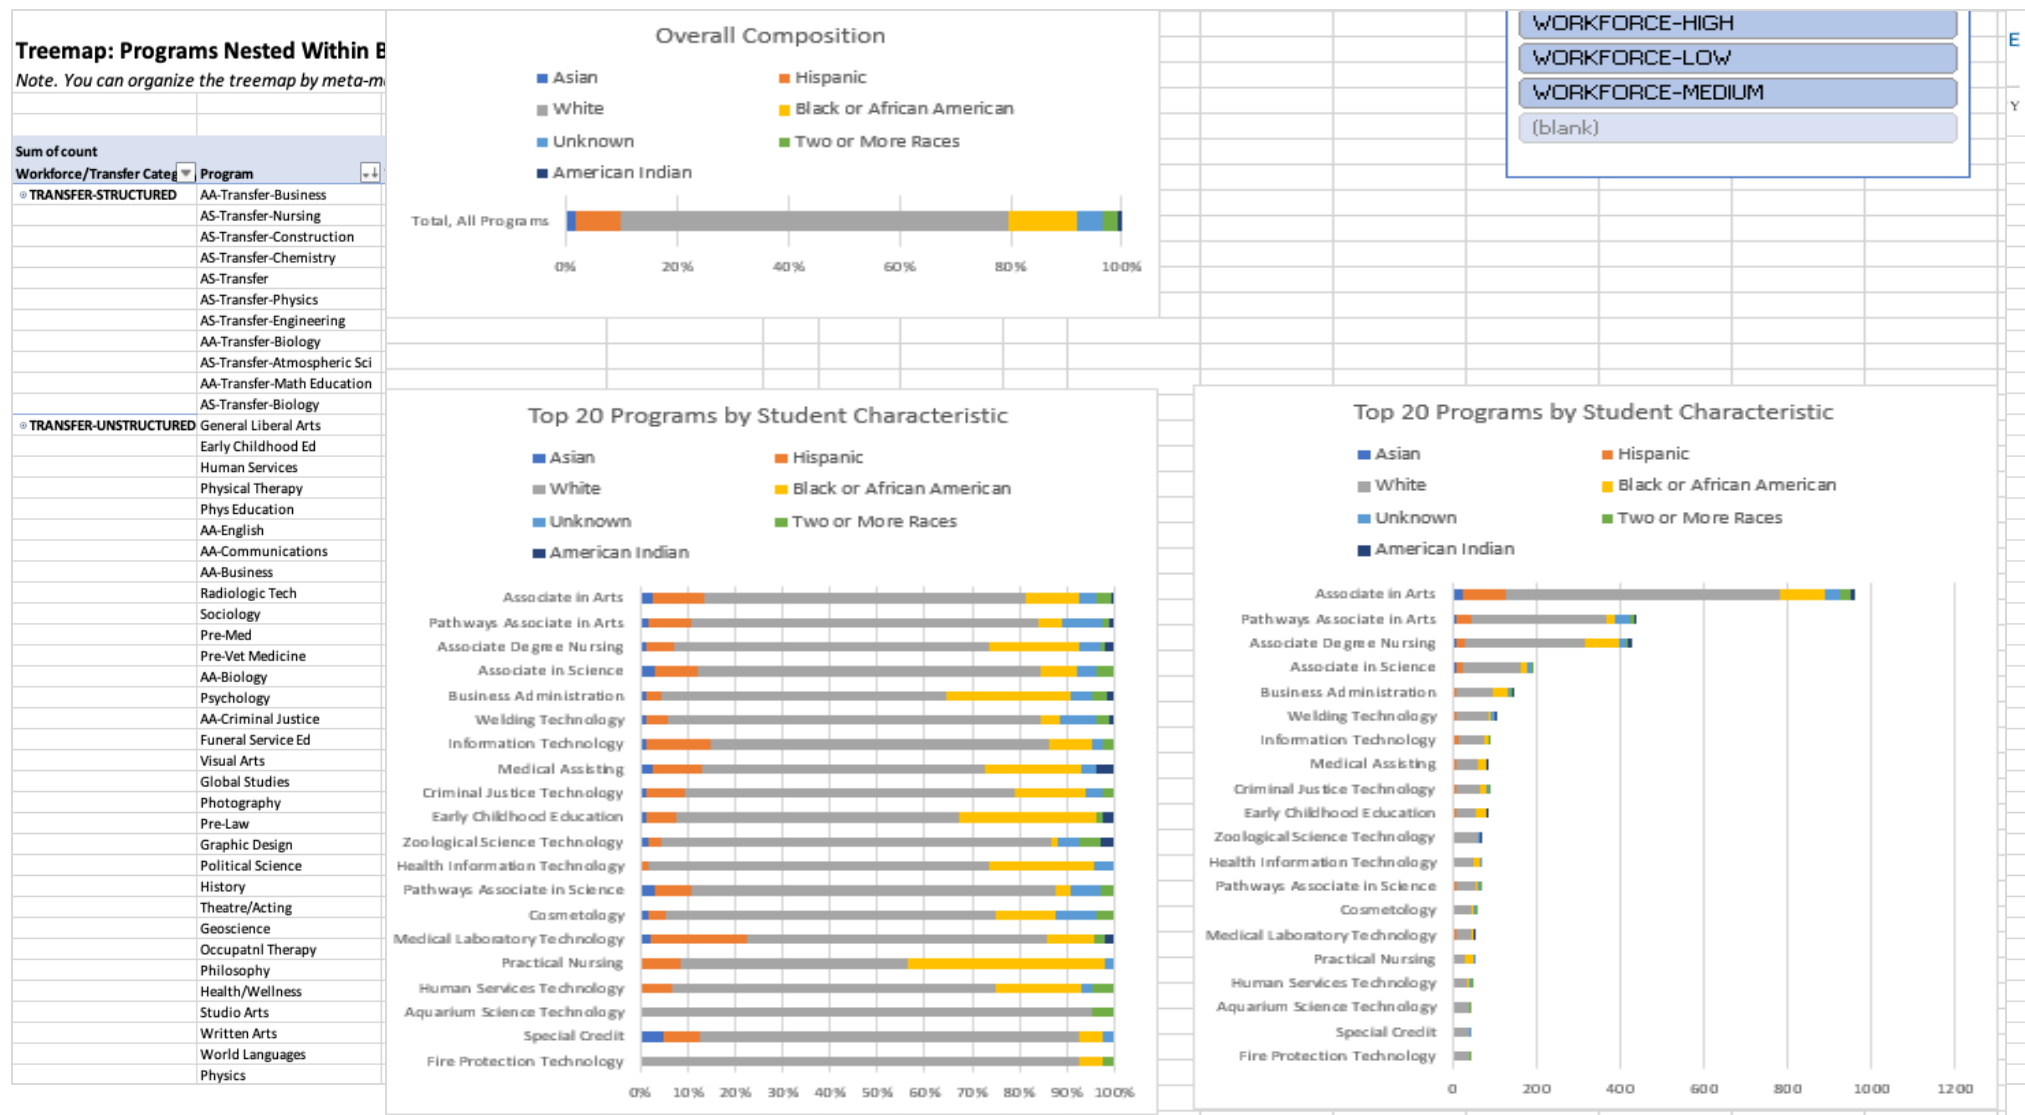 Treemap: Programs Nested Within B
Note. You can organize the treemap by meta-m
Sum of count
Workforce/Transfer Categ Program
TRANSFER-STRUCTURED AA-Transfer-Business
AS-Transfer-Nursing
AS-Transfer-Construction
AS-Transfer-Chemistry
AS-Transfer
AS-Transfer-Physics
AS-Transfer-Engineering
AA-Transfer-Biology
AS-Transfer-Atmospheric Sci
AA-Transfer-Math Education
AS-Transfer-Biology
TRANSFER-UNSTRUCTURED General Liberal Arts
Early Childhood Ed
Human Services
Physical Therapy
Phys Education
AA-English
AA-Communications
AA-Business
Radiologic Tech
Sociology
Pre-Med
Pre-Vet Medicine
AA-Biology
Psychology
AA-Criminal Justice
Funeral Service Ed
Visual Arts
Global Studies
Photography
Pre-Law
Graphic Design
Political Science
History
Theatre/Acting
Geoscience
Occupatnl Therapy
Philosophy
Health/Wellness
Studio Arts
Written Arts
World Languages
Physics
Overall Composition
Asian Hispanic
White Black or African American
Unknown Two or More Races
American Indian
Total, All Programs
0% 20% 40% 60% 80% 100%
WORKFORCE-HIGH
WORKFORCE-LOW
WORKFORCE-MEDIUM
(blank)
E
Y
Top 20 Programs by Student Characteristic
Asian Hispanic
White Black or African American
Unknown Two or More Races
American Indian
Associate in Arts
Pathways Associate in Arts
Associate Degree Nursing
Associate in Science
Business Administration
Welding Technology
Information Technology
Medical Assisting
Criminal Justice Technology
Early Childhood Education
Zoological Science Technology
Health Information Technology
Pathways Associate in Science
Cosmetology
Medical Laboratory Technology
Practical Nursing
Human Services Technology
Aquarium Science Technology
Special Credit
Fire Protection Technology
0% 10% 20% 30% 40% 50% 60% 70% 80% 90% 100%
Top 20 Programs by Student Characteristic
Asian Hispanic
White Black or African American
Unknown Two or More Races
American Indian
Associate in Arts
Pathways Associate in Arts
Associate Degree Nursing
Associate in Science
Business Administration
Welding Technology
Information Technology
Medical Assisting
Criminal Justice Technology
Early Childhood Education
Zoological Science Technology
Health Information Technology
Pathways Associate in Science
Cosmetology
Medical Laboratory Technology
Practical Nursing
Human Services Technology
Aquarium Science Technology
Special Credit
Fire Protection Technology
0 200 400 600 800 1000 1200